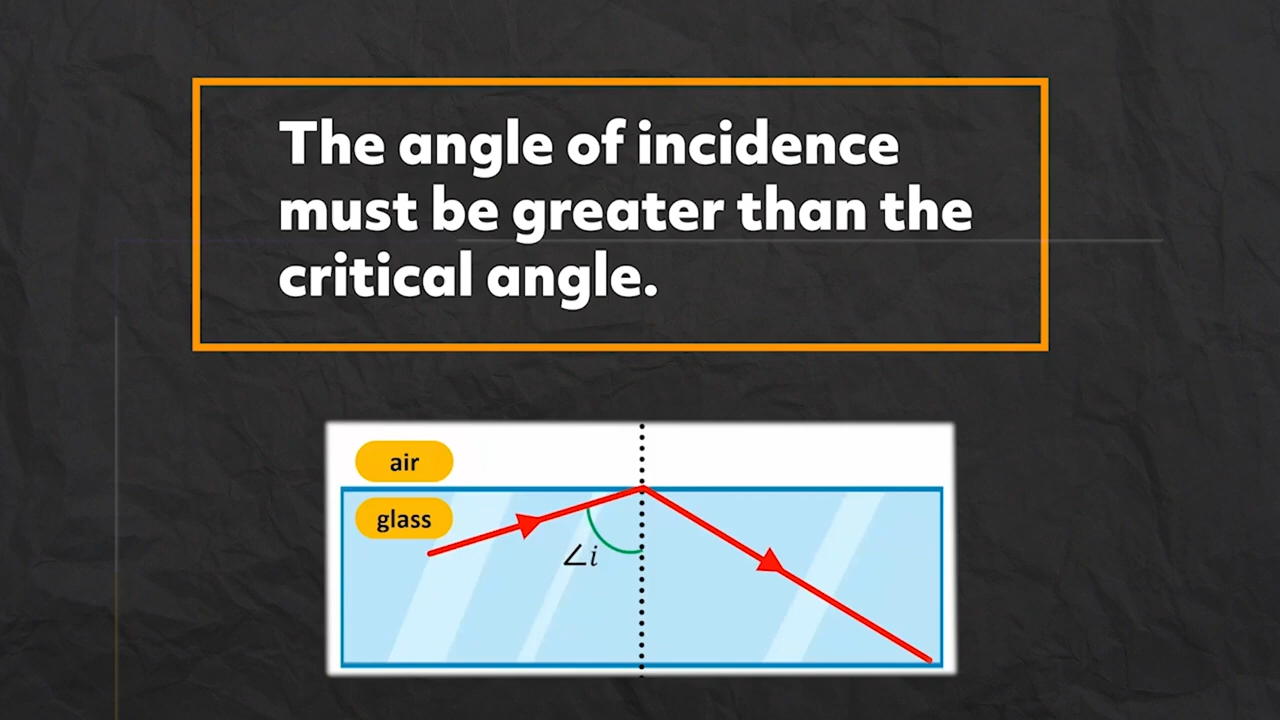 The angle of incidence
must be greater than the
critical angle.
air
glass
∠i